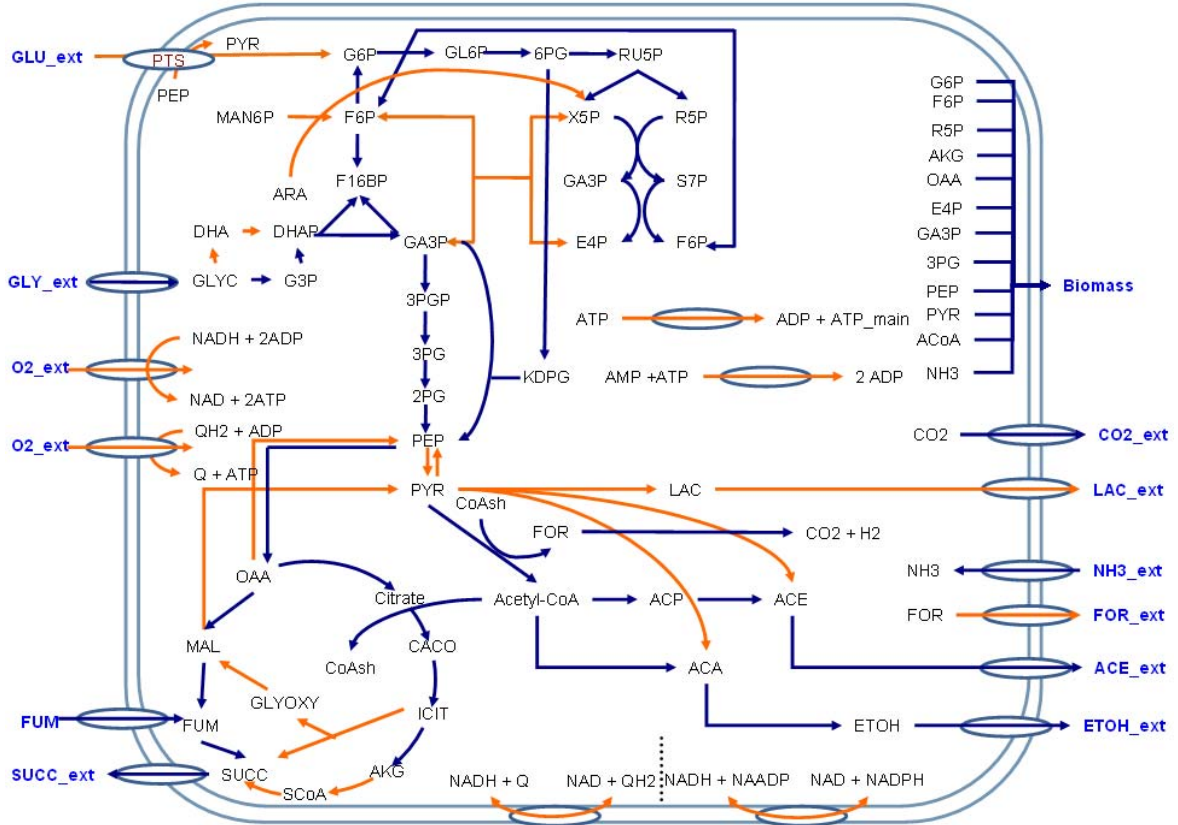 GLU_ext
PTS
PYR
PEP
G6P
GL6P
6PG
RU5P
MAN6P
F6P
X5P
R5P
ARA
F16BP
GA3P
S7P
DHA
DHAP
GA3P
E4P
F6P
GLY_ext
GLYC
G3P
3PGP
ATP
ADP + ATP_main
O2_ext
NADH + 2ADP
NAD + 2ATP
3PG
2PG
KDPG
AMP +ATP
2 ADP
O2_ext
QH2 + ADP
Q + ATP
PEP
PYR
CoAsh
LAC
FOR
CO2 + H2
OAA
Citrate
Acetyl-CoA
ACP
ACE
MAL
CoAsh
CACO
ACA
GLYOXY
ICIT
FUM
FUM
ETOH
SUCC_ext
SUCC
AKG
SCoA
NADH + Q
NAD + QH2
NADH + NAADP
NAD + NADPH
G6P
F6P
R5P
AKG
OAA
E4P
GA3P
3PG
PEP
PYR
ACoA
NH3
Biomass
CO2
CO2_ext
LAC_ext
NH3
NH3_ext
FOR
FOR_ext
ACE_ext
ETOH_ext